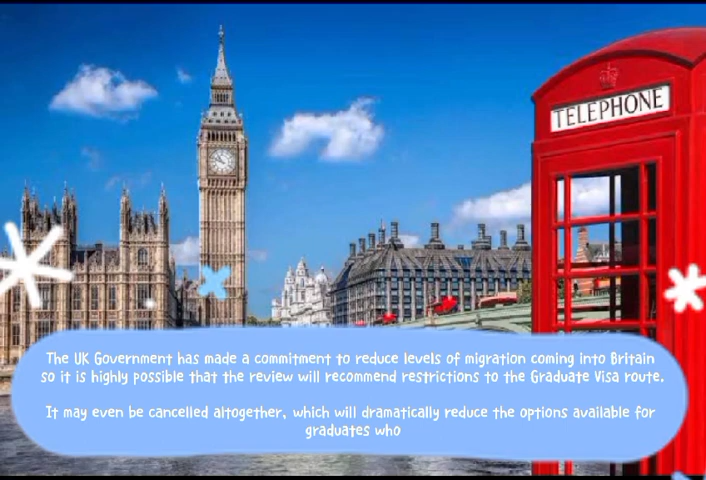 TELEPHONE
The UK Government has made a commitment to reduce levels of migration coming into Britain
so it is highly possible that the review will recommend restrictions to the Graduate Visa route.
It may even be cancelled altogether, which will dramatically reduce the options available for
graduates who